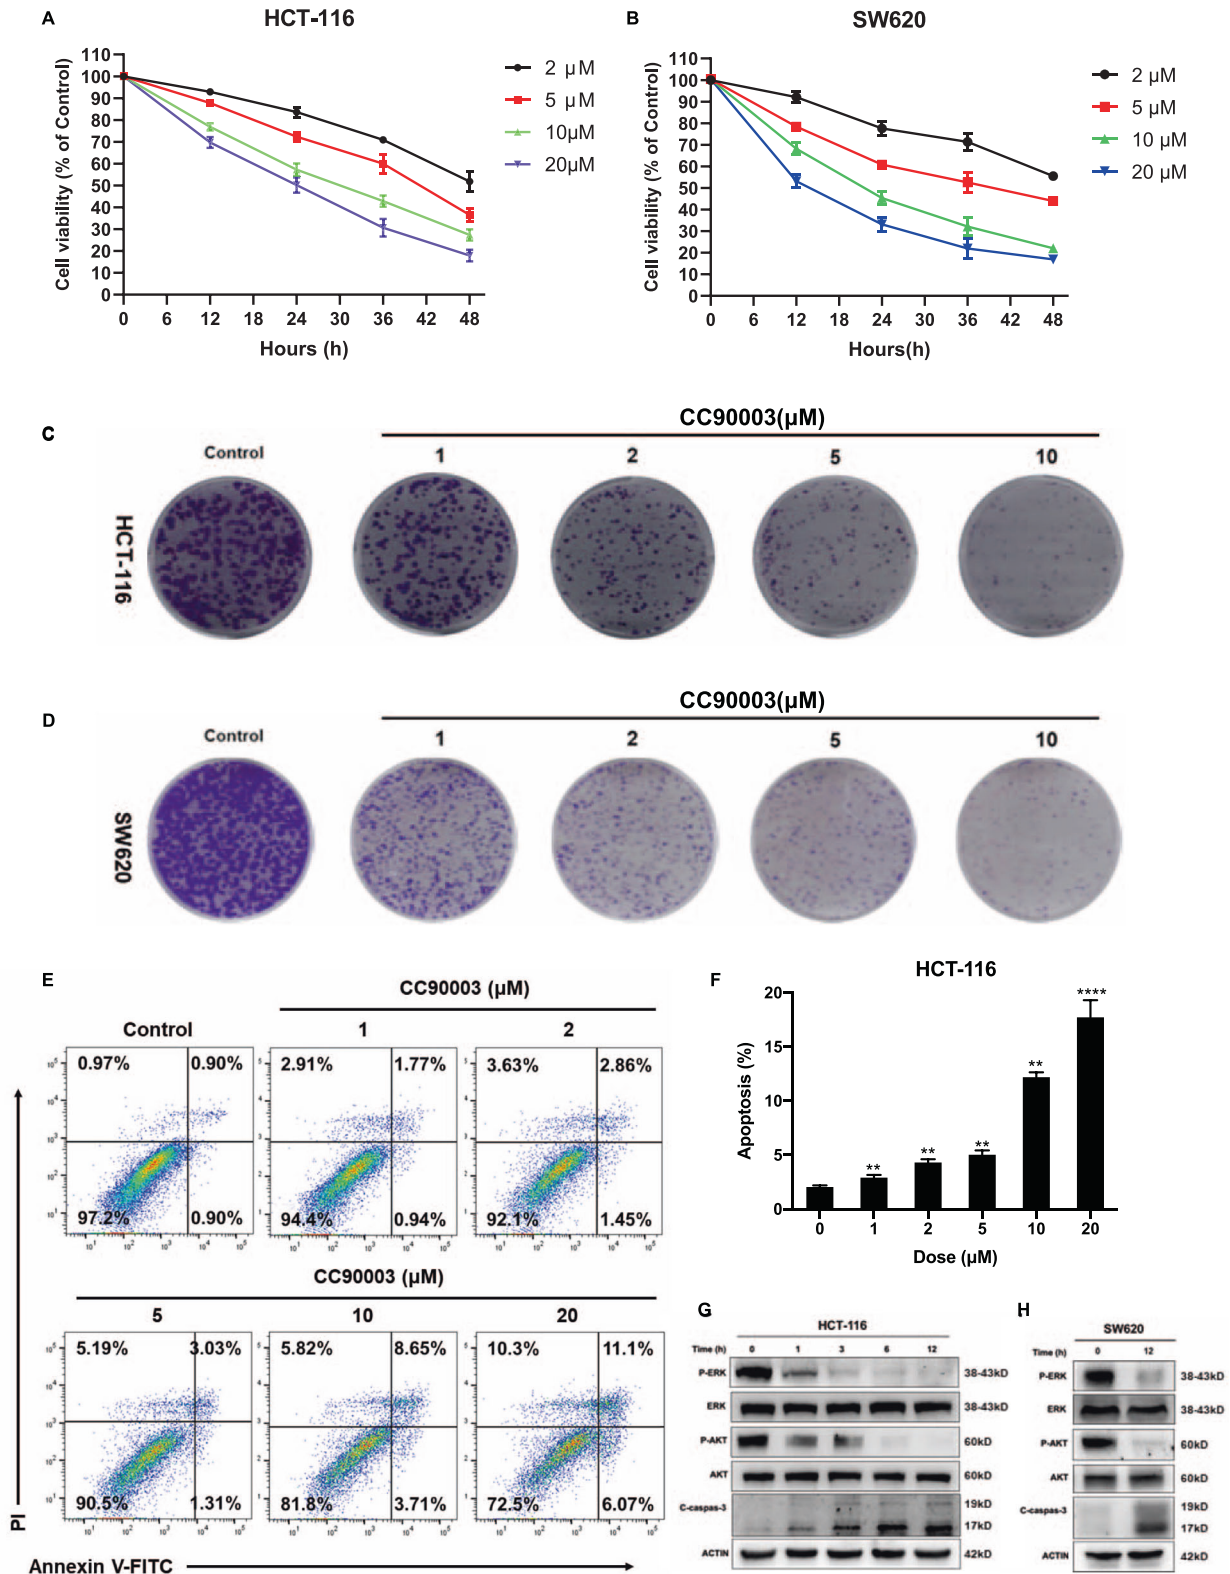 A
HCT-116
Cell viability (% of Control)
110
100
90
80
70
60
50
40
30
20
10
0
0 6 12 18 24 30 36 42 48
Hours (h)
2 µM
5 µM
10µM
20µM
B
SW620
Cell viability (% of Control)
110
100
90
80
70
60
50
40
30
20
10
0
0 6 12 18 24 30 36 42 48
Hours(h)
2 µM
5 µM
10 µM
20 µM
C
CC90003(µM)
Control 1 2 5 10
HCT-116
D
CC90003(µM)
Control 1 2 5 10
SW620
E
CC90003 (µM)
Control 1 2
0.97% 0.90% 2.91% 1.77% 3.63% 2.86%
97.2% 0.90% 94.4% 0.94% 92.1% 1.45%
CC90003 (µM)
5 10 20
5.19% 3.03% 5.82% 8.65% 10.3% 11.1%
90.5% 1.31% 81.8% 3.71% 72.5% 6.07%
PI
Annexin V-FITC
F
HCT-116
Apoptosis (%)
20
15
10
5
0
** ** ** ** ****
0 1 2 5 10 20
Dose (µM)
G
HCT-116
Time (h) 0 1 3 6 12
P-ERK 38-43kD
ERK 38-43kD
P-AKT 60kD
AKT 60kD
C-caspas-3 19kD
17kD
ACTIN 42kD
H
SW620
Time (h) 0 12
P-ERK 38-43kD
ERK 38-43kD
P-AKT 60kD
AKT 60kD
C-caspas-3 19kD
17kD
ACTIN 42kD